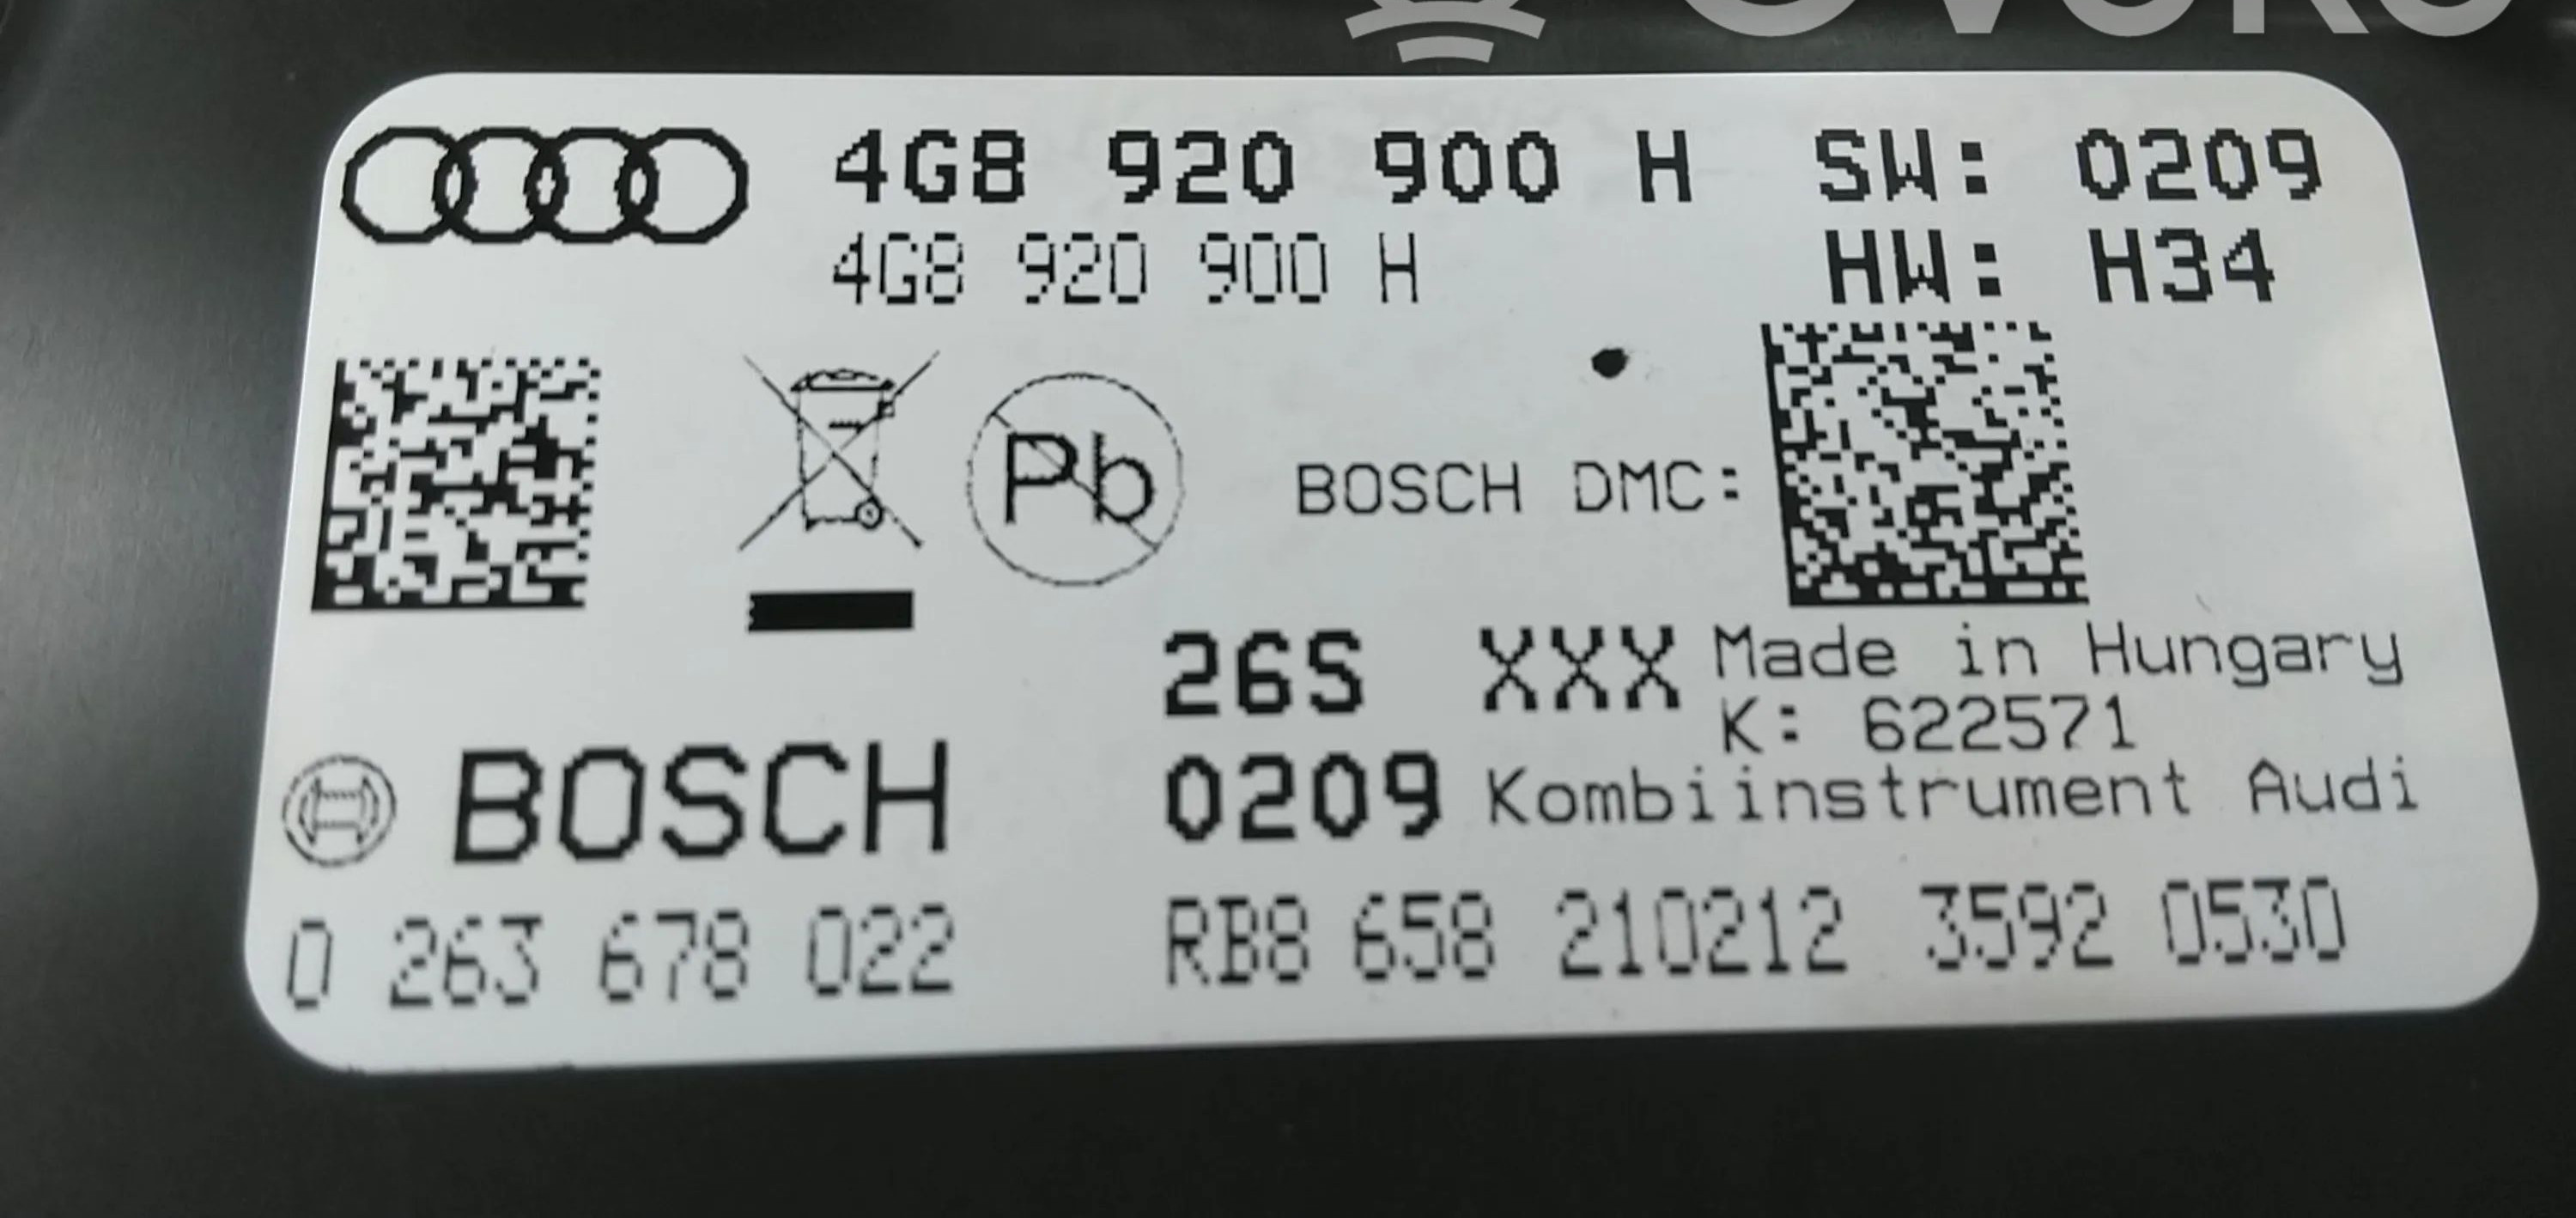 4G8 920 900 H SW: 0209
4G8 920 900 H HW: H34
Pb
BOSCH DMC:
26S XXX Made in Hungary
K: 622571
BOSCH
0209 Kombiinstrument Audi
0 263 678 022
RB8 658 210212 3592 0530